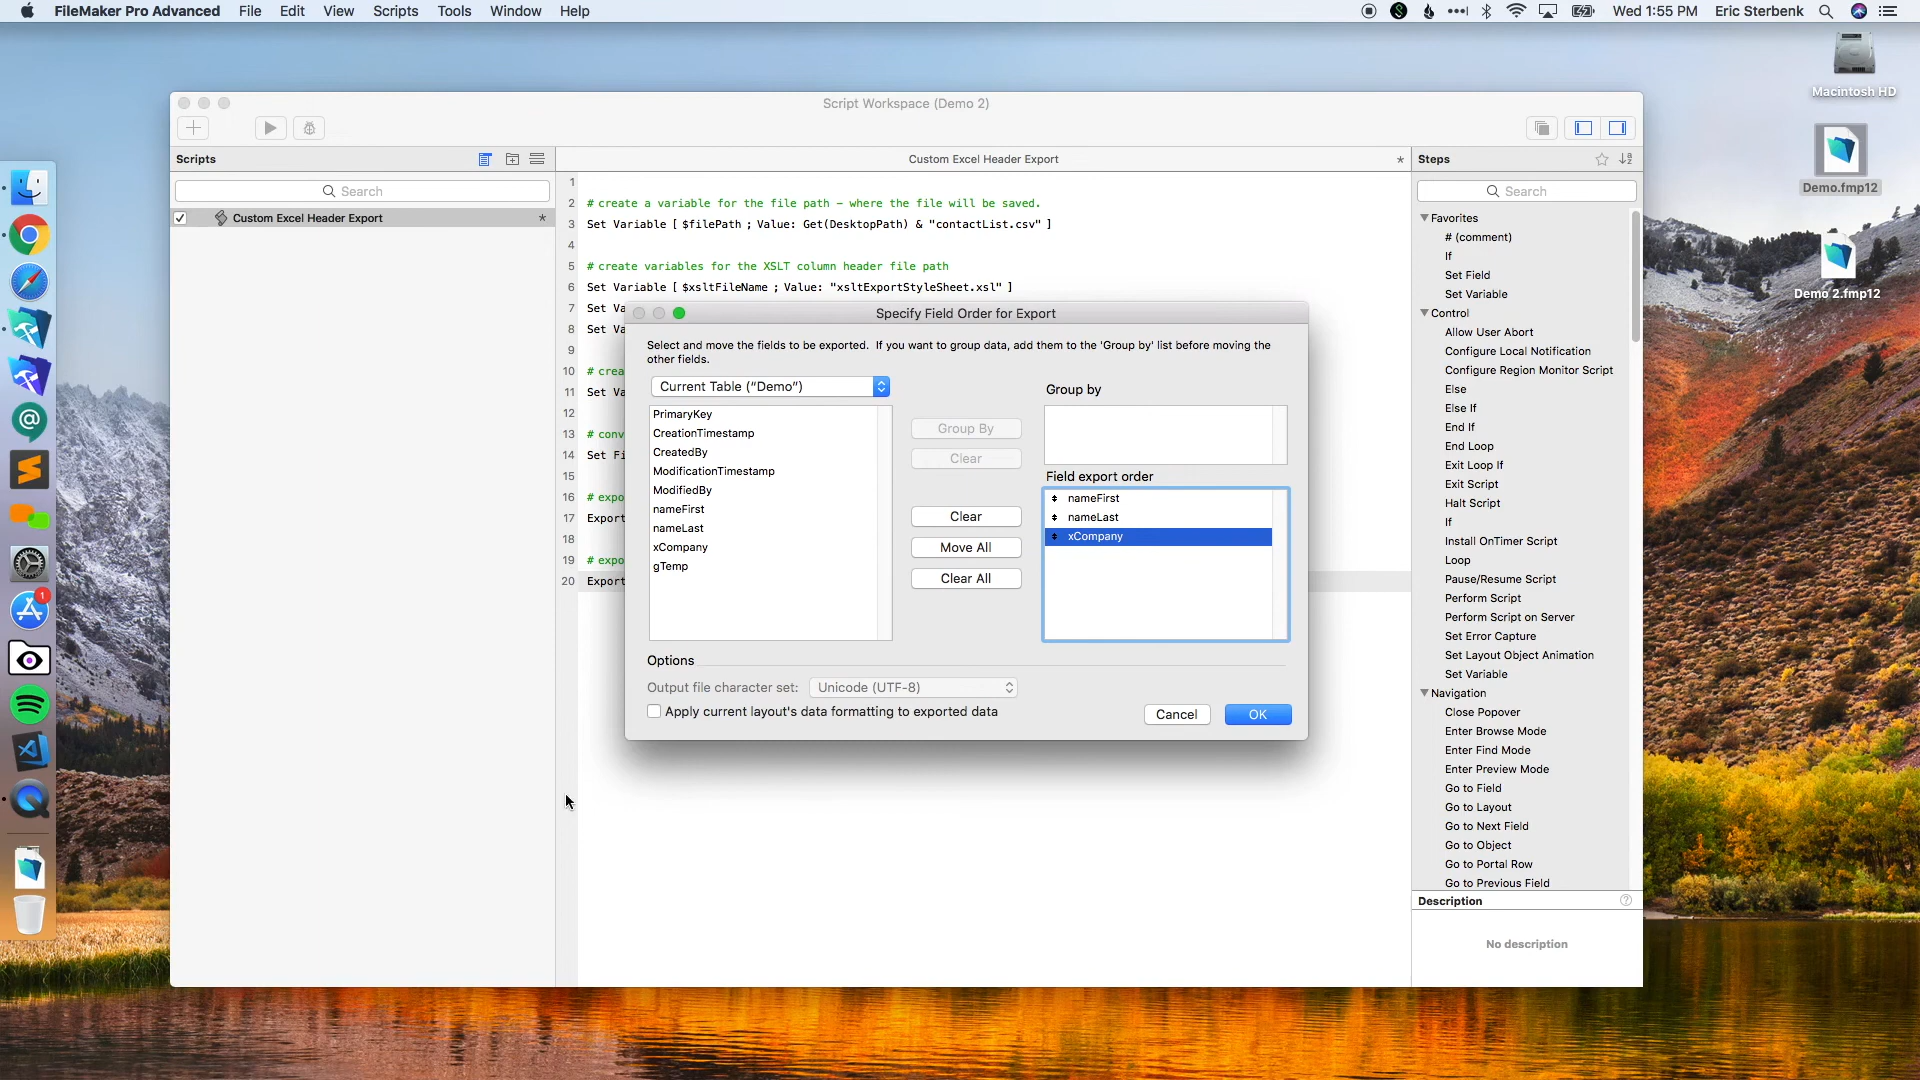 FileMaker Pro Advanced File Edit View Scripts Tools Window Help
Wed 1:55 PM Eric Sterbenk
Macintosh HD
Demo.fmp12
Demo 2.fmp12
Script Workspace (Demo 2)
Scripts
Search
Custom Excel Header Export *
Custom Excel Header Export *
1
2 # create a variable for the file path – where the file will be saved.
3 Set Variable [ $filePath ; Value: Get(DesktopPath) & "contactList.csv" ]
4
5 # create variables for the XSLT column header file path
6 Set Variable [ $xsltFileName ; Value: "xsltExportStyleSheet.xsl" ]
7 Set Va
8 Set Va
9
10 # crea
11 Set Va
12
13 # conv
14 Set Fi
15
16 # expo
17 Export
18
19 # expo
20 Export
Specify Field Order for Export
Select and move the fields to be exported. If you want to group data, add them to the 'Group by' list before moving the
other fields.
Current Table ("Demo")
PrimaryKey
CreationTimestamp
CreatedBy
ModificationTimestamp
ModifiedBy
nameFirst
nameLast
xCompany
gTemp
Group By
Clear
Clear
Move All
Clear All
Group by
Field export order
nameFirst
nameLast
xCompany
Options
Output file character set: Unicode (UTF-8)
Apply current layout's data formatting to exported data
Cancel
OK
Steps
Search
Favorites
# (comment)
If
Set Field
Set Variable
Control
Allow User Abort
Configure Local Notification
Configure Region Monitor Script
Else
Else If
End If
End Loop
Exit Loop If
Exit Script
Halt Script
If
Install OnTimer Script
Loop
Pause/Resume Script
Perform Script
Perform Script on Server
Set Error Capture
Set Layout Object Animation
Set Variable
Navigation
Close Popover
Enter Browse Mode
Enter Find Mode
Enter Preview Mode
Go to Field
Go to Layout
Go to Next Field
Go to Object
Go to Portal Row
Go to Previous Field
Description
No description
1